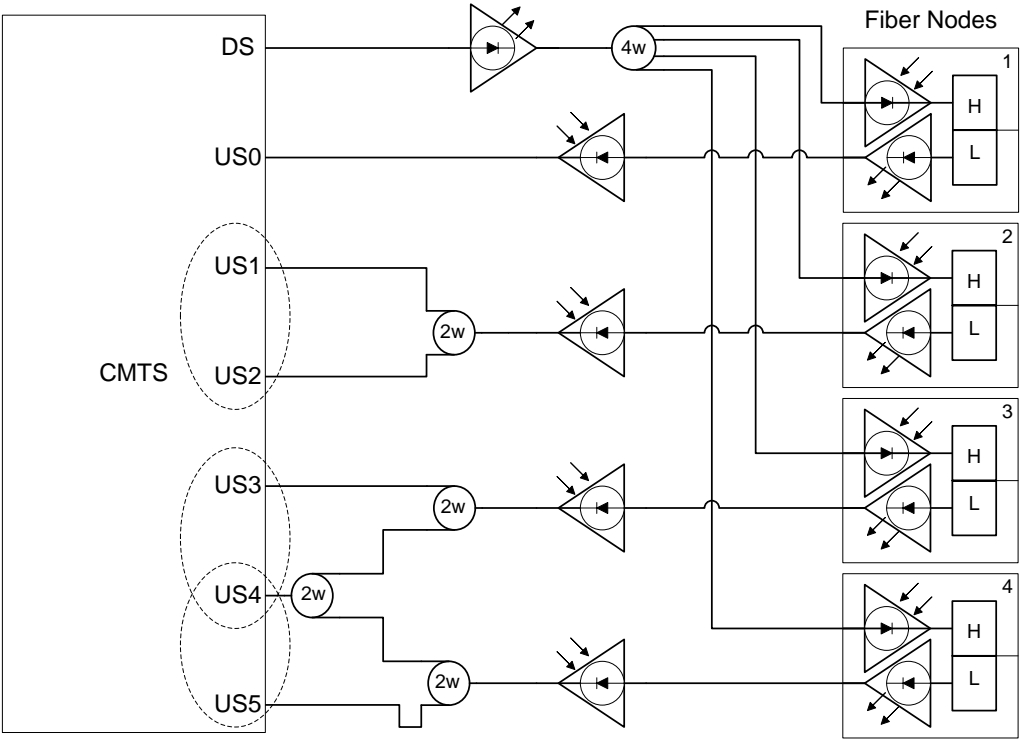 Fiber Nodes
DS
4w
1
H
US0
L
2
US1
H
2w
L
CMTS
US2
3
H
US3
2w
L
4
US4
2w
H
2w
L
US5